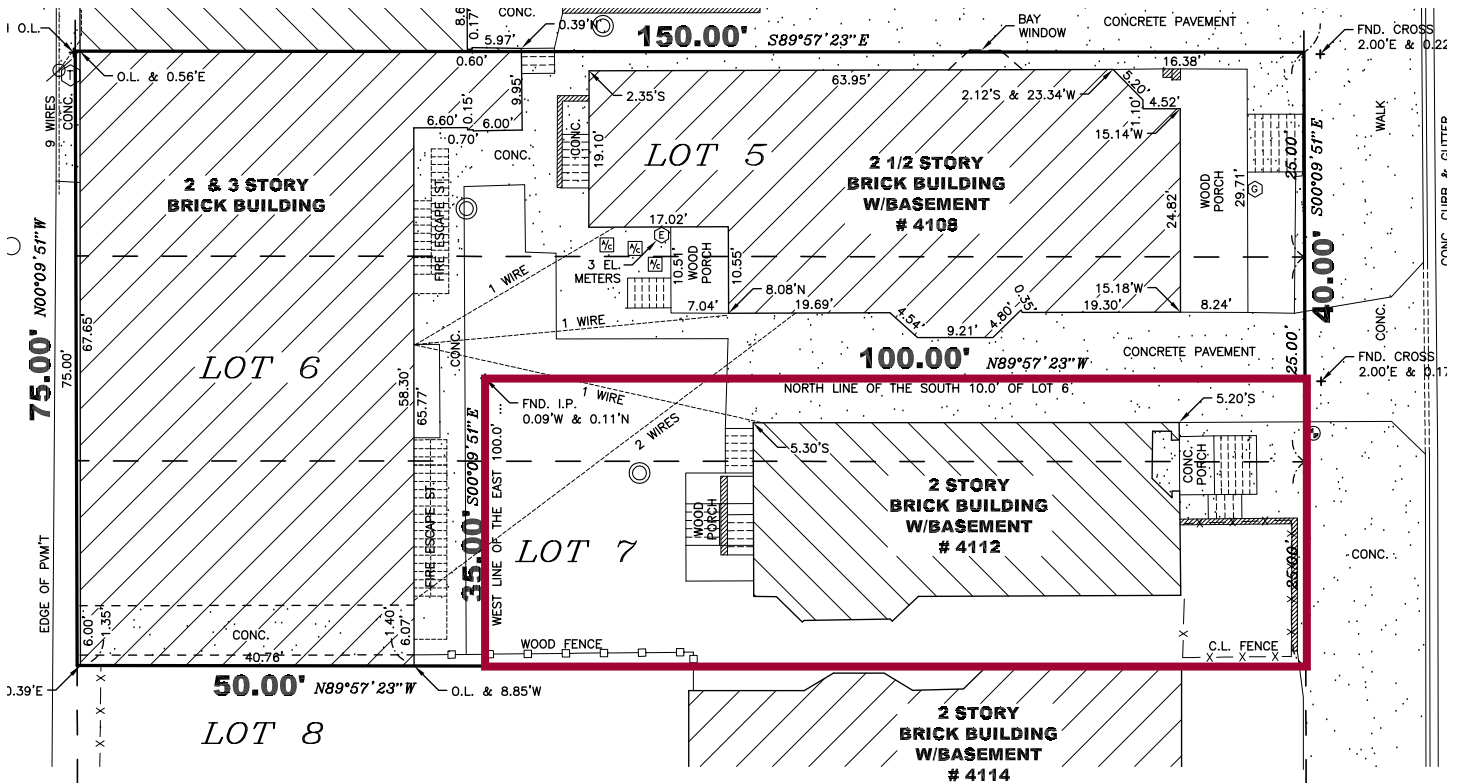 O.L.
CONC.
0.17'
0.39'N
5.97'
0.60'
150.00' S89°57'23"E
BAY
WINDOW
CONCRETE PAVEMENT
FND. CROSS
O.L. & 0.56'E
T
9 WIRES
CONC.
9.95'
6.60'
0.15'
6.00'
0.70'
CONC.
2.35'S
63.95'
2.12'S & 23.34'W
16.38'
5.20'
4.52'
1.10'
15.14'W
CONC.
19.10'
LOT 5
2 & 3 STORY
BRICK BUILDING
2 1/2 STORY
BRICK BUILDING
W/BASEMENT
# 4108
WOOD
PORCH
29.71'
G
25.00'
S00°09'51"E
WALK
CONC. CURB & GUTTER
FIRE ESCAPE ST.
24.82'
17.02'
E
A/C
A/C
A/C
3 EL.
METERS
10.51'
WOOD
PORCH
10.55'
1 WIRE
7.04'
8.08'N
19.69'
4.54'
9.21'
4.80'
0.35'
19.30'
15.18'W
8.24'
40.00'
75.00' N00°09'51"W
67.65'
75.00'
LOT 6
58.30'
65.77'
CONC.
1 WIRE
100.00' N89°57'23"W
CONCRETE PAVEMENT
25.00'
CONC.
FND. CROSS
NORTH LINE OF THE SOUTH 10.0' OF LOT 6
1 WIRE
FND. I.P.
0.09'W & 0.11'N
2 WIRES
5.20'S
5.30'S
35.00' S00°09'51"E
WEST LINE OF THE EAST 100.0' ...
FIRE ESCAPE ST.
LOT 7
WOOD
PORCH
2 STORY
BRICK BUILDING
W/BASEMENT
# 4112
CONC.
PORCH
25.00'
CONC.
EDGE OF PVM'T
6.00'
1.35'
CONC.
1.40'
6.07'
40.76'
WOOD FENCE
C.L. FENCE
50.00' N89°57'23"W
O.L. & 8.85'W
LOT 8
2 STORY
BRICK BUILDING
W/BASEMENT
# 4114